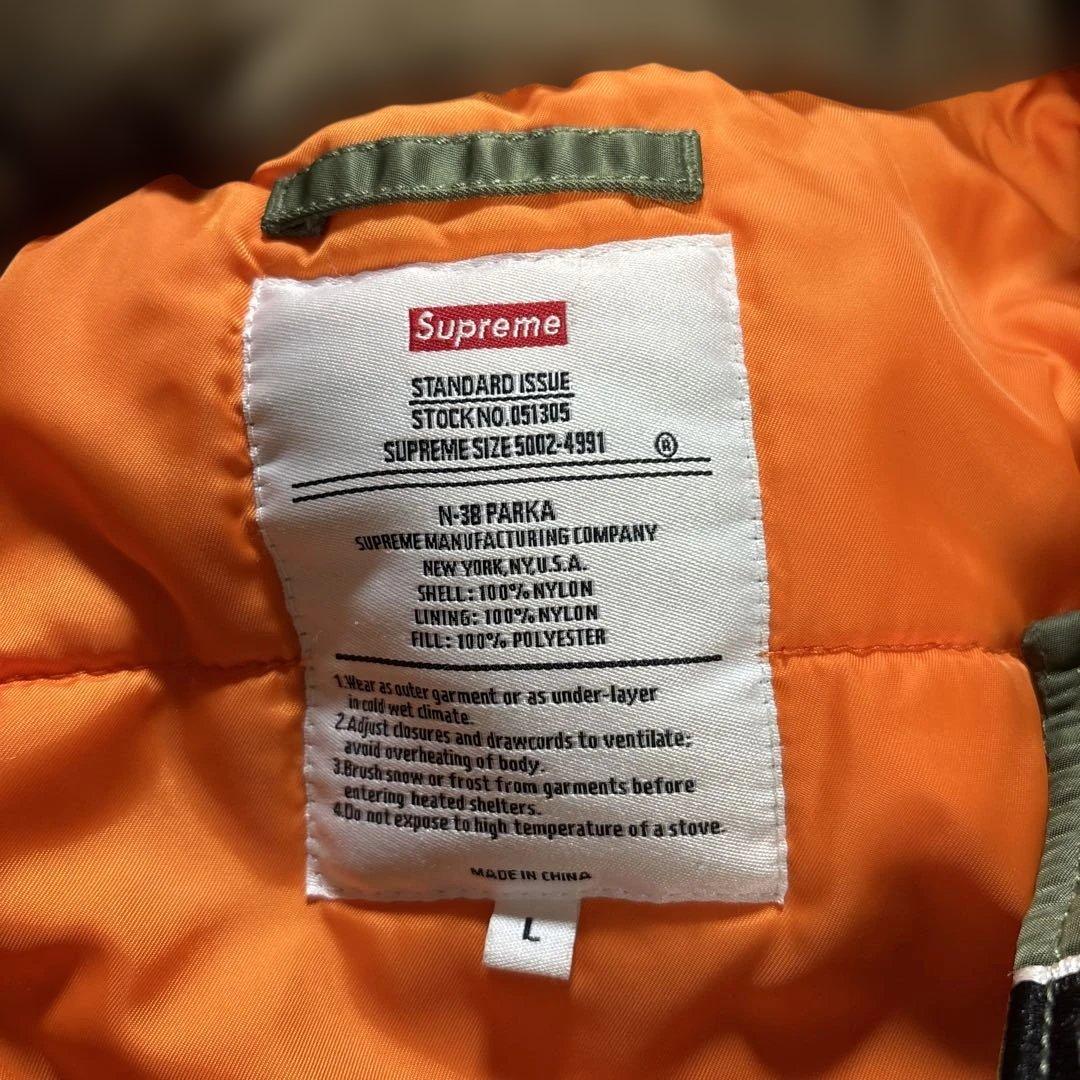 Supreme
STANDARD ISSUE
STOCK NO. 051305
SUPREME SIZE 5002-4991 ®
N-3B PARKA
SUPREME MANUFACTURING COMPANY
NEW YORK, NY, U.S.A.
SHELL: 100% NYLON
LINING: 100% NYLON
FILL: 100% POLYESTER
1.Wear as outer garment or as under-layer
in cold wet climate.
2.Adjust closures and drawcords to ventilate;
avoid overheating of body.
3.Brush snow or frost from garments before
entering heated shelters.
4.Do not expose to high temperature of a stove.
MADE IN CHINA
L